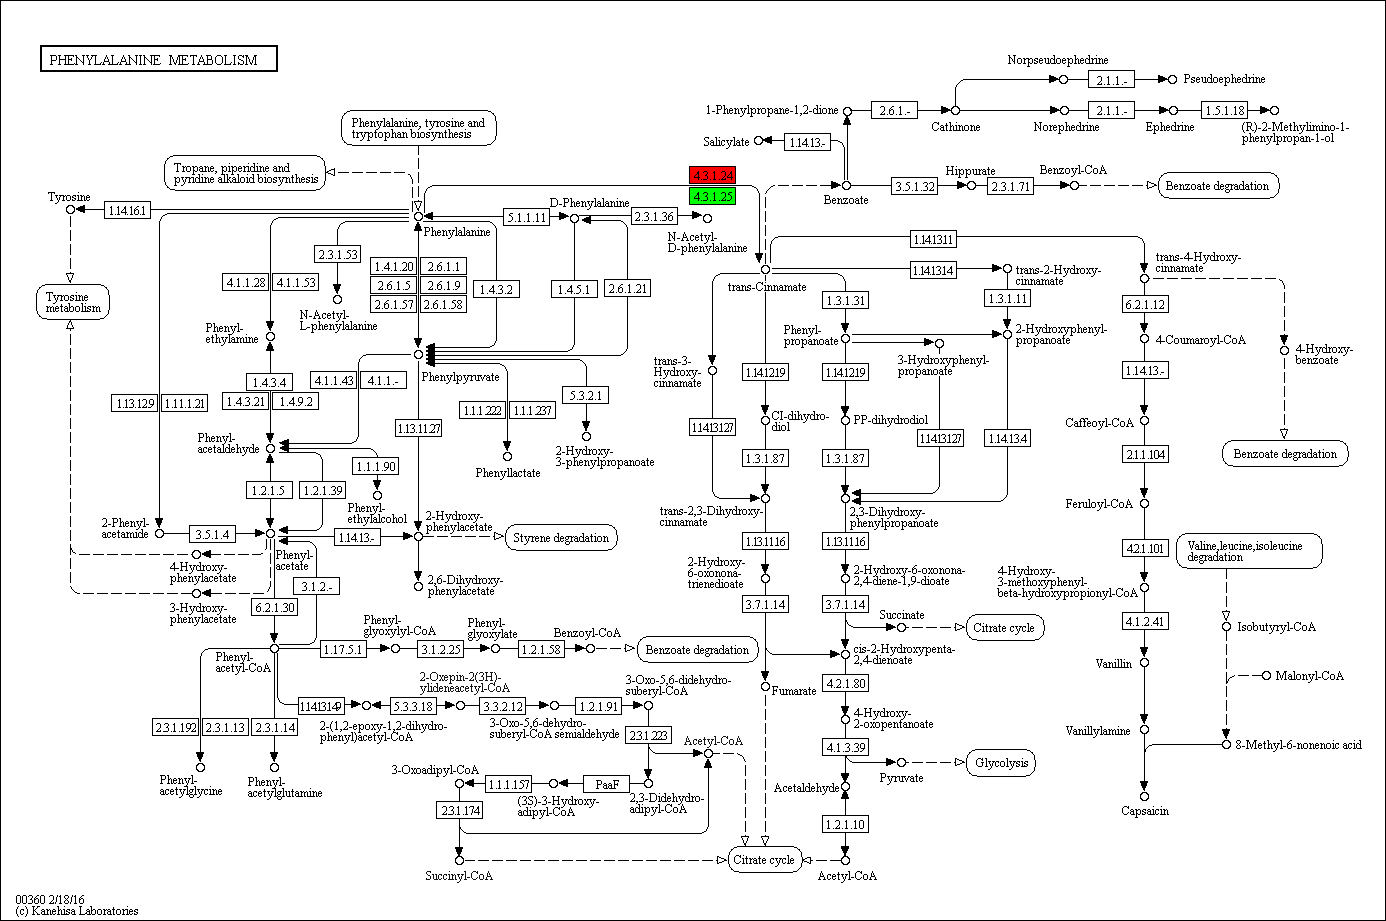 PHENYLALANINE METABOLISM
Norpseudoephedrine
2.1.1.-
Pseudoephedrine
1-Phenylpropane-1,2-dione
2.6.1.-
Cathinone
2.1.1.-
Norephedrine
Ephedrine
1.5.1.18
(R)-2-Methylimino-1-
phenylpropan-1-ol
Phenylalanine, tyrosine and
tryptophan biosynthesis
Salicylate
1.14.13.-
Tropane, piperidine and
pyridine alkaloid biosynthesis
4.3.1.24
4.3.1.25
Hippurate
Benzoyl-CoA
3.5.1.32
2.3.1.71
Benzoate
Benzoate degradation
Tyrosine
1.14.16.1
Phenylalanine
5.1.1.11
D-Phenylalanine
2.3.1.36
N-Acetyl-
D-phenylalanine
1.14.13.11
2.3.1.53
1.4.1.20
2.6.1.1
2.6.1.5
2.6.1.9
2.6.1.57
2.6.1.58
1.4.3.2
1.4.5.1
2.6.1.21
4.1.1.28
4.1.1.53
N-Acetyl-
L-phenylalanine
trans-Cinnamate
1.14.13.14
trans-2-Hydroxy-
cinnamate
trans-4-Hydroxy-
cinnamate
Tyrosine
metabolism
1.3.1.31
1.3.1.11
6.2.1.12
Phenyl-
ethylamine
Phenyl-
propanoate
2-Hydroxyphenyl-
propanoate
4-Coumaroyl-CoA
4-Hydroxy-
benzoate
3-Hydroxyphenyl-
propanoate
trans-3-
Hydroxy-
cinnamate
Phenylpyruvate
1.4.3.4
4.1.1.43
4.1.1.-
1.14.12.19
1.14.12.19
1.14.13.-
1.13.12.9
1.11.1.21
1.4.3.21
1.4.9.2
1.1.1.222
1.1.1.237
5.3.2.1
1.13.11.27
CI-dihydro-
diol
PP-dihydrodiol
Caffeoyl-CoA
1.14.13.127
1.14.13.127
1.14.13.4
Phenyl-
acetaldehyde
1.1.1.90
Phenyllactate
2-Hydroxy-
3-phenylpropanoate
1.3.1.87
1.3.1.87
2.1.1.104
Benzoate degradation
1.2.1.5
1.2.1.39
Phenyl-
ethylalcohol
2-Phenyl-
acetamide
3.5.1.4
Phenyl-
acetate
1.14.13.-
2-Hydroxy-
phenylacetate
Styrene degradation
trans-2,3-Dihydroxy-
cinnamate
2,3-Dihydroxy-
phenylpropanoate
Feruloyl-CoA
1.13.11.16
1.13.11.16
4.2.1.101
Valine,leucine,isoleucine
degradation
4-Hydroxy-
phenylacetate
3.1.2.-
2,6-Dihydroxy-
phenylacetate
2-Hydroxy-
6-oxonona-
trienedioate
2-Hydroxy-6-oxonona-
2,4-diene-1,9-dioate
4-Hydroxy-
3-methoxyphenyl-
beta-hydroxypropionyl-CoA
3-Hydroxy-
phenylacetate
6.2.1.30
3.7.1.14
3.7.1.14
Succinate
Citrate cycle
4.1.2.41
Isobutyryl-CoA
Phenyl-
acetyl-CoA
1.17.5.1
Phenyl-
glyoxylyl-CoA
3.1.2.25
Phenyl-
glyoxylate
1.2.1.58
Benzoyl-CoA
Benzoate degradation
cis-2-Hydroxypenta-
2,4-dienoate
Vanillin
Malonyl-CoA
Fumarate
4.2.1.80
1.14.13.149
2-(1,2-epoxy-1,2-dihydro-
phenyl)acetyl-CoA
5.3.3.18
2-Oxepin-2(3H)-
ylideneacetyl-CoA
3.3.2.12
3-Oxo-5,6-dehydro-
suberyl-CoA semialdehyde
1.2.1.91
3-Oxo-5,6-didehydro-
suberyl-CoA
2.3.1.192
2.3.1.13
2.3.1.14
2.3.1.223
Acetyl-CoA
4-Hydroxy-
2-oxopentanoate
Vanillylamine
8-Methyl-6-nonenoic acid
4.1.3.39
Pyruvate
Glycolysis
Phenyl-
acetylglycine
Phenyl-
acetylglutamine
3-Oxoadipyl-CoA
1.1.1.157
(3S)-3-Hydroxy-
adipyl-CoA
PaaF
2,3-Didehydro-
adipyl-CoA
Acetaldehyde
Capsaicin
2.3.1.174
1.2.1.10
Succinyl-CoA
Citrate cycle
Acetyl-CoA
00360 2/18/16
(c) Kanehisa Laboratories